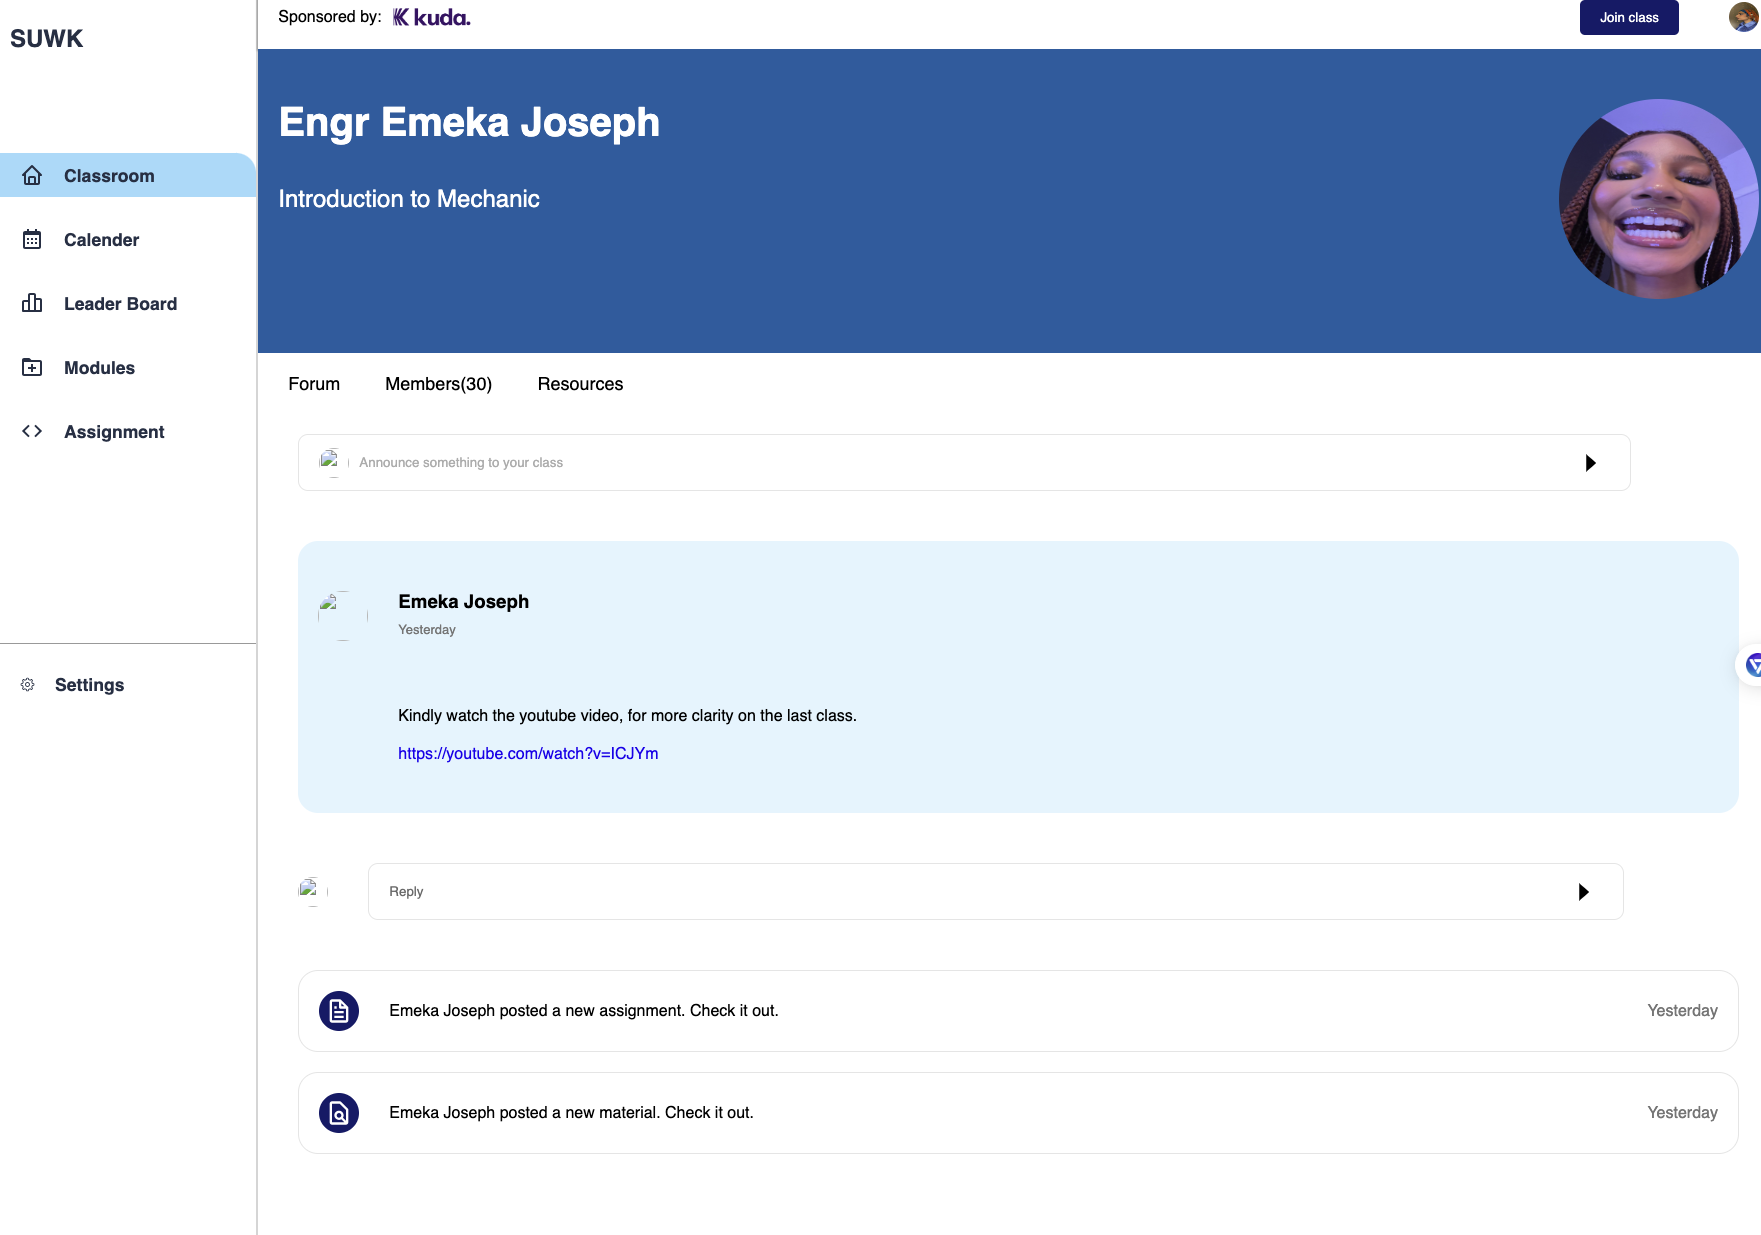 SUWK
Sponsored by: kuda.
Join class
Engr Emeka Joseph
Introduction to Mechanic
Classroom
Calender
Leader Board
Modules
Assignment
Settings
Forum Members(30) Resources
Announce something to your class
Emeka Joseph
Yesterday
Kindly watch the youtube video, for more clarity on the last class.
https://youtube.com/watch?v=ICJYm
Reply
Emeka Joseph posted a new assignment. Check it out. Yesterday
Emeka Joseph posted a new material. Check it out. Yesterday